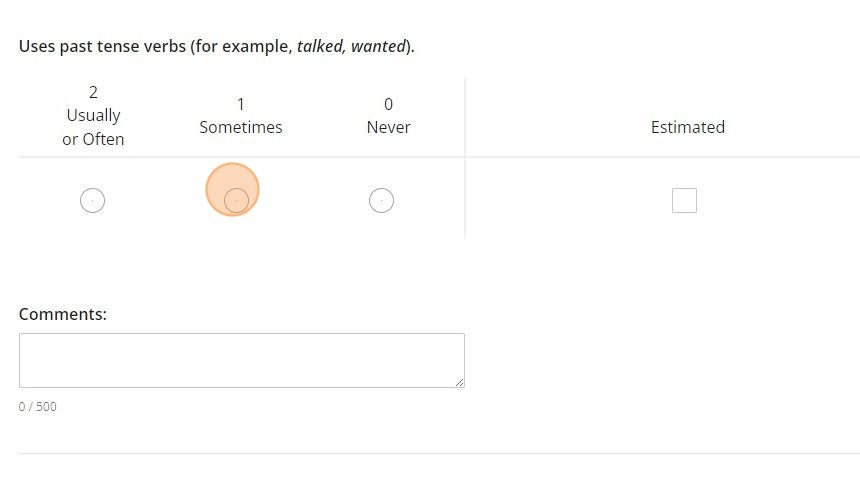 Uses past tense verbs (for example, talked, wanted).
2
Usually
or Often
1
Sometimes
0
Never
Estimated
Comments:
0 / 500